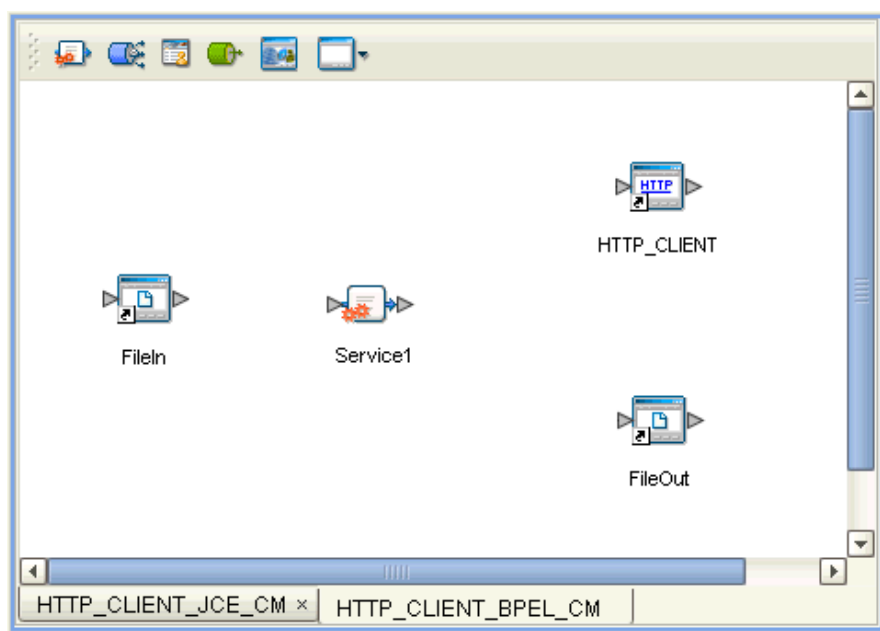 HTTP
HTTP_CLIENT
FileIn
Service1
FileOut
HTTP_CLIENT_JCE_CM ×
HTTP_CLIENT_BPEL_CM